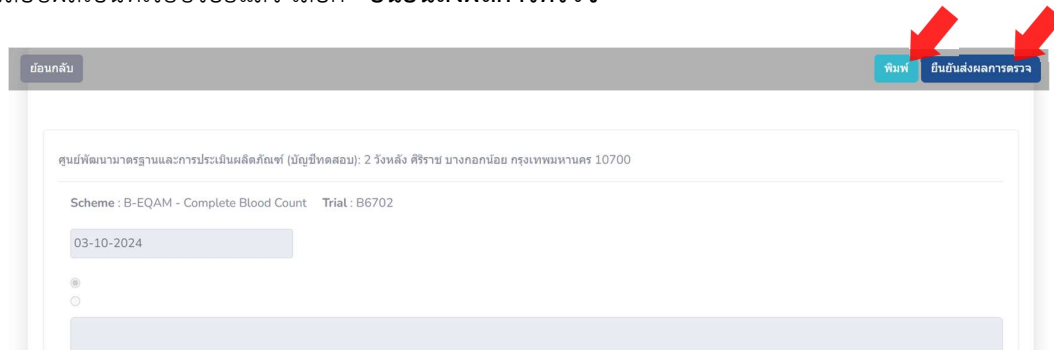 ย้อนกลับ
พิมพ์
ยืนยันส่งผลการตรวจ
ศูนย์พัฒนามาตรฐานและการประเมินผลิตภัณฑ์ (บัญชีทดสอบ): 2 วังหลัง ศิริราช บางกอกน้อย กรุงเทพมหานคร 10700
Scheme : B-EQAM - Complete Blood Count Trial : B6702
03-10-2024